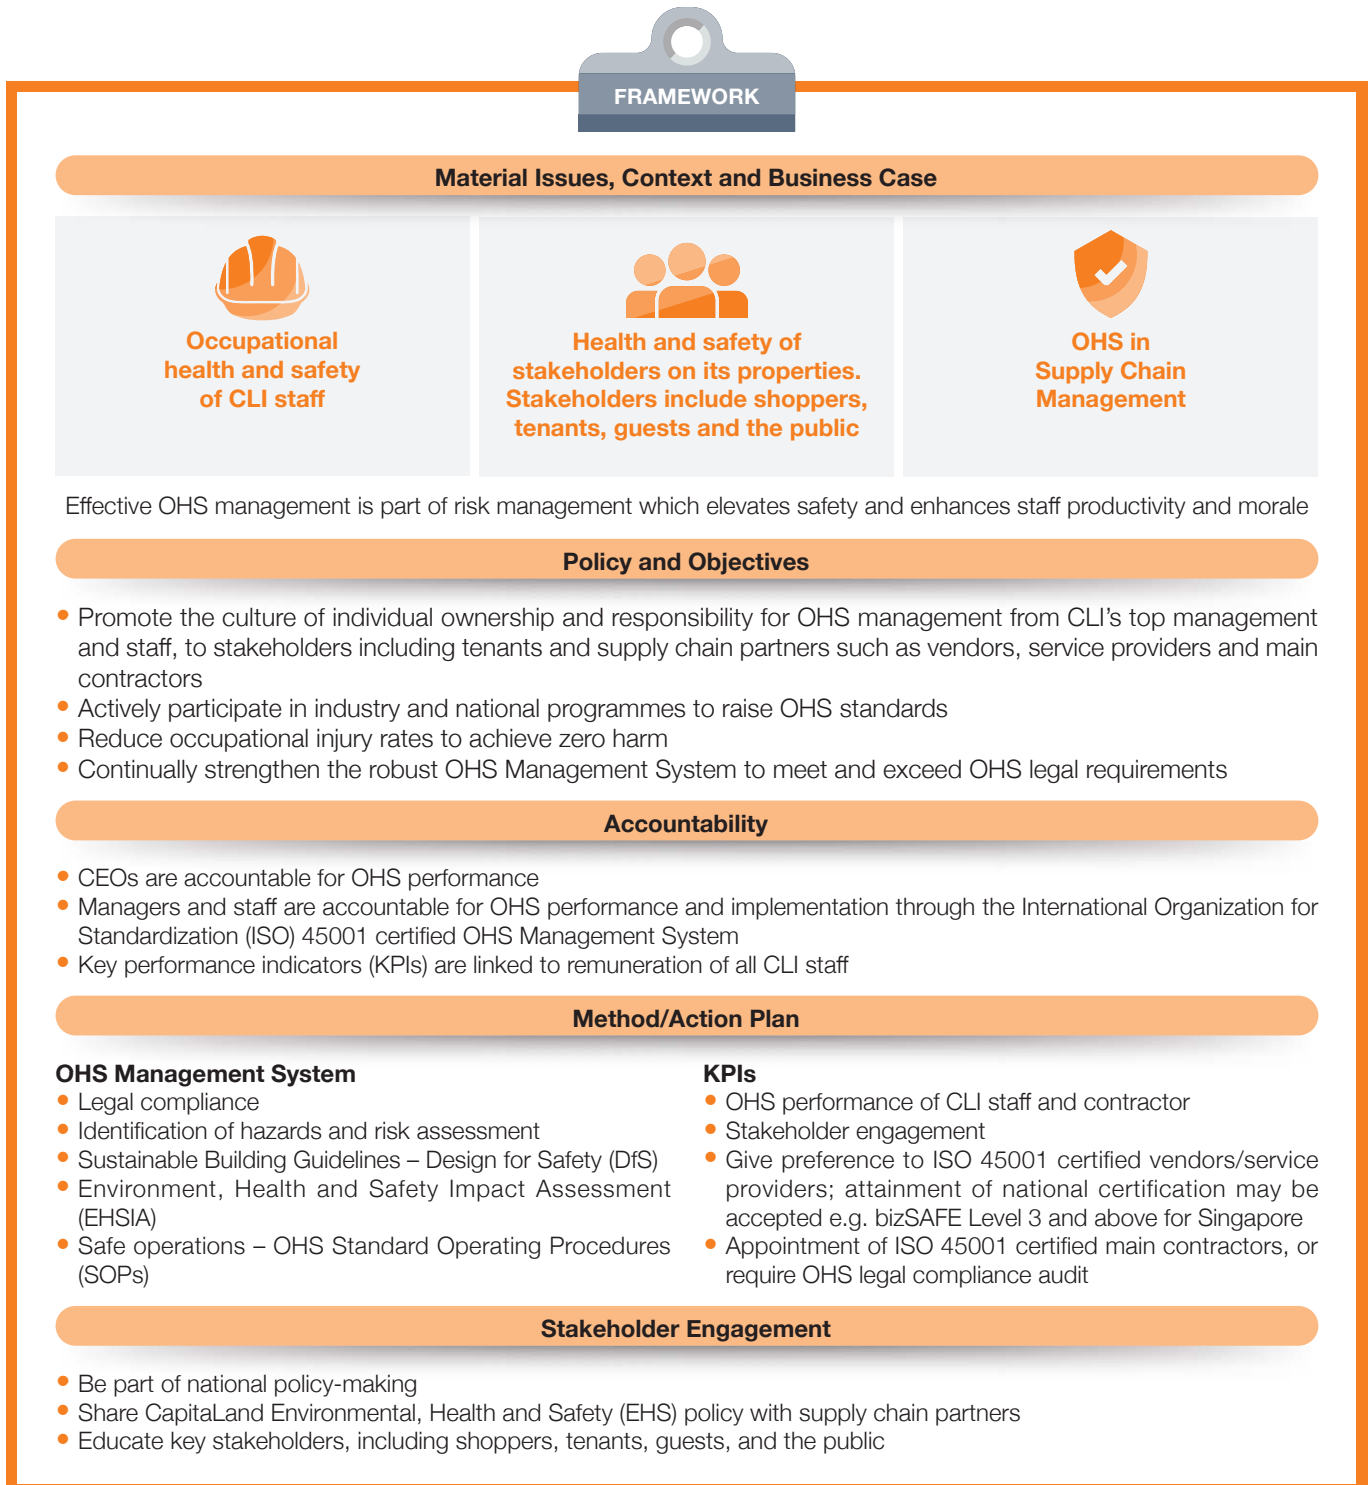 FRAMEWORK
Material Issues, Context and Business Case
Occupational
health and safety
of CLI staff
Health and safety of
stakeholders on its properties.
Stakeholders include shoppers,
tenants, guests and the public
OHS in
Supply Chain
Management
Effective OHS management is part of risk management which elevates safety and enhances staff productivity and morale
Policy and Objectives
• Promote the culture of individual ownership and responsibility for OHS management from CLI's top management
and staff, to stakeholders including tenants and supply chain partners such as vendors, service providers and main
contractors
• Actively participate in industry and national programmes to raise OHS standards
• Reduce occupational injury rates to achieve zero harm
• Continually strengthen the robust OHS Management System to meet and exceed OHS legal requirements
Accountability
• CEOs are accountable for OHS performance
• Managers and staff are accountable for OHS performance and implementation through the International Organization for
Standardization (ISO) 45001 certified OHS Management System
• Key performance indicators (KPIs) are linked to remuneration of all CLI staff
Method/Action Plan
OHS Management System
• Legal compliance
• Identification of hazards and risk assessment
• Sustainable Building Guidelines – Design for Safety (DfS)
• Environment, Health and Safety Impact Assessment
(EHSIA)
• Safe operations – OHS Standard Operating Procedures
(SOPs)
KPIs
• OHS performance of CLI staff and contractor
• Stakeholder engagement
• Give preference to ISO 45001 certified vendors/service
providers; attainment of national certification may be
accepted e.g. bizSAFE Level 3 and above for Singapore
• Appointment of ISO 45001 certified main contractors, or
require OHS legal compliance audit
Stakeholder Engagement
• Be part of national policy-making
• Share CapitaLand Environmental, Health and Safety (EHS) policy with supply chain partners
• Educate key stakeholders, including shoppers, tenants, guests, and the public